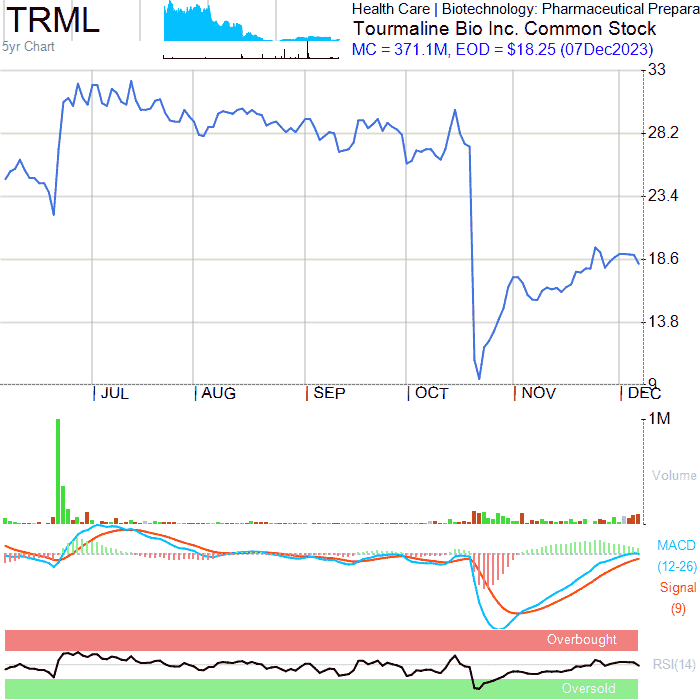 TRML
5yr Chart
Health Care | Biotechnology: Pharmaceutical Prepara
Tourmaline Bio Inc. Common Stock
MC = 371.1M, EOD = $18.25 (07Dec2023)
33
28.2
23.4
18.6
13.8
9
JUL AUG SEP OCT NOV DEC
1M
Volume
MACD
(12-26)
Signal
(9)
Overbought
RSI(14)
Oversold